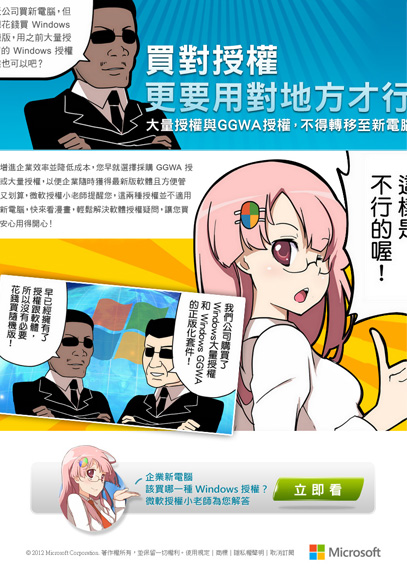 公司買新電腦，但
花錢買 Windows
版，用之前大量授
的 Windows 授權
也可以吧？
買對授權
更要用對地方才行
大量授權與GGWA授權，不得轉移至新電腦
增進企業效率並降低成本，您早就選擇採購 GGWA 授
或大量授權，以便企業隨時獲得最新版軟體且方便管
又划算，微軟授權小老師提醒您，這兩種授權並不適用
新電腦，快來看漫畫，輕鬆解決軟體授權疑問，讓您買
安心用得開心！
這樣是
不行的喔！
我們公司購買了
Windows大量授權
和 Windows GGWA
的正版化套件！
早已經擁有了
授權跟軟體，
所以沒有必要
花錢買隨機版！
企業新電腦
該買哪一種 Windows 授權？
微軟授權小老師為您解答
立即看
© 2012 Microsoft Corporation. 著作權所有，並保留一切權利。使用規定 | 商標 | 隱私權聲明 | 取消訂閱
Microsoft